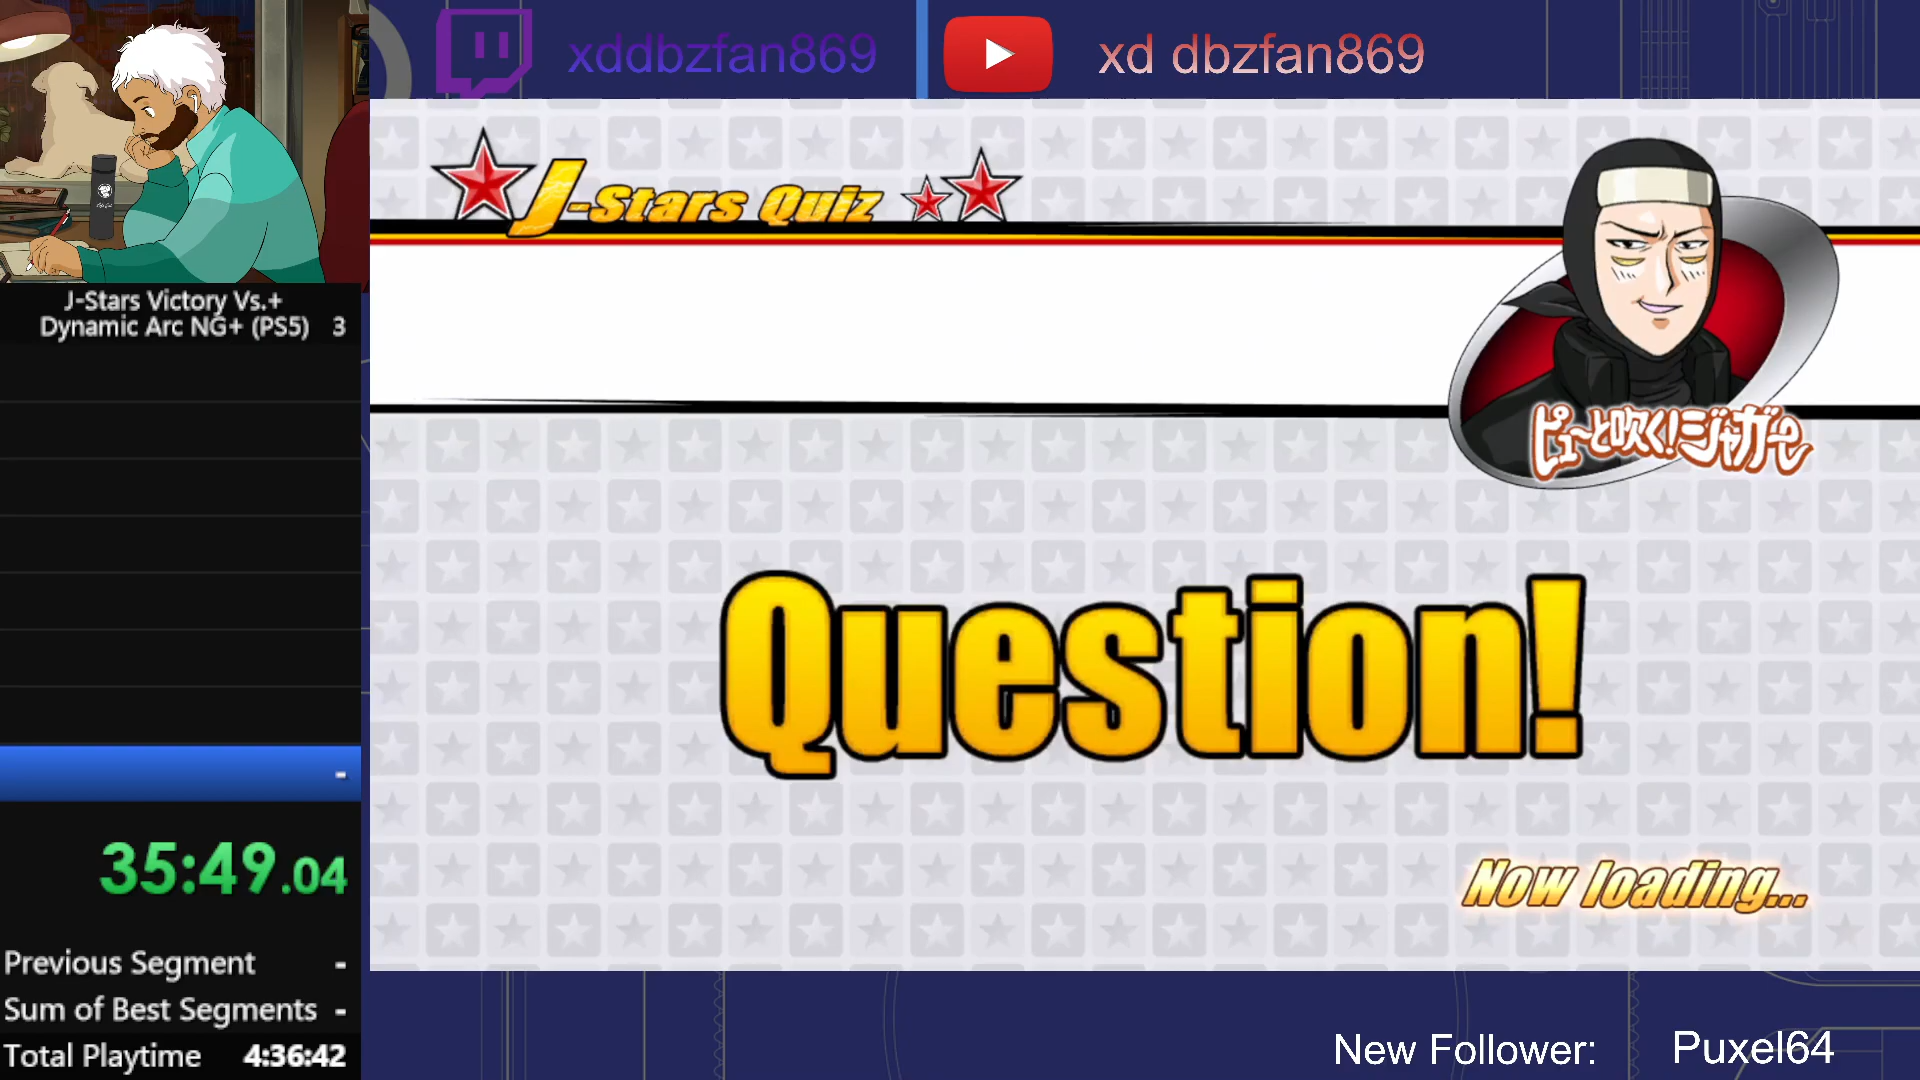 xddbzfan869
xd dbzfan869
J-Stars Quiz
J-Stars Victory Vs.+
Dynamic Arc NG+ (PS5) 3
ピューと吹く!ジャガー
Question!
-
35:49.04
Now loading...
Previous Segment -
Sum of Best Segments -
Total Playtime 4:36:42
New Follower: Puxel64